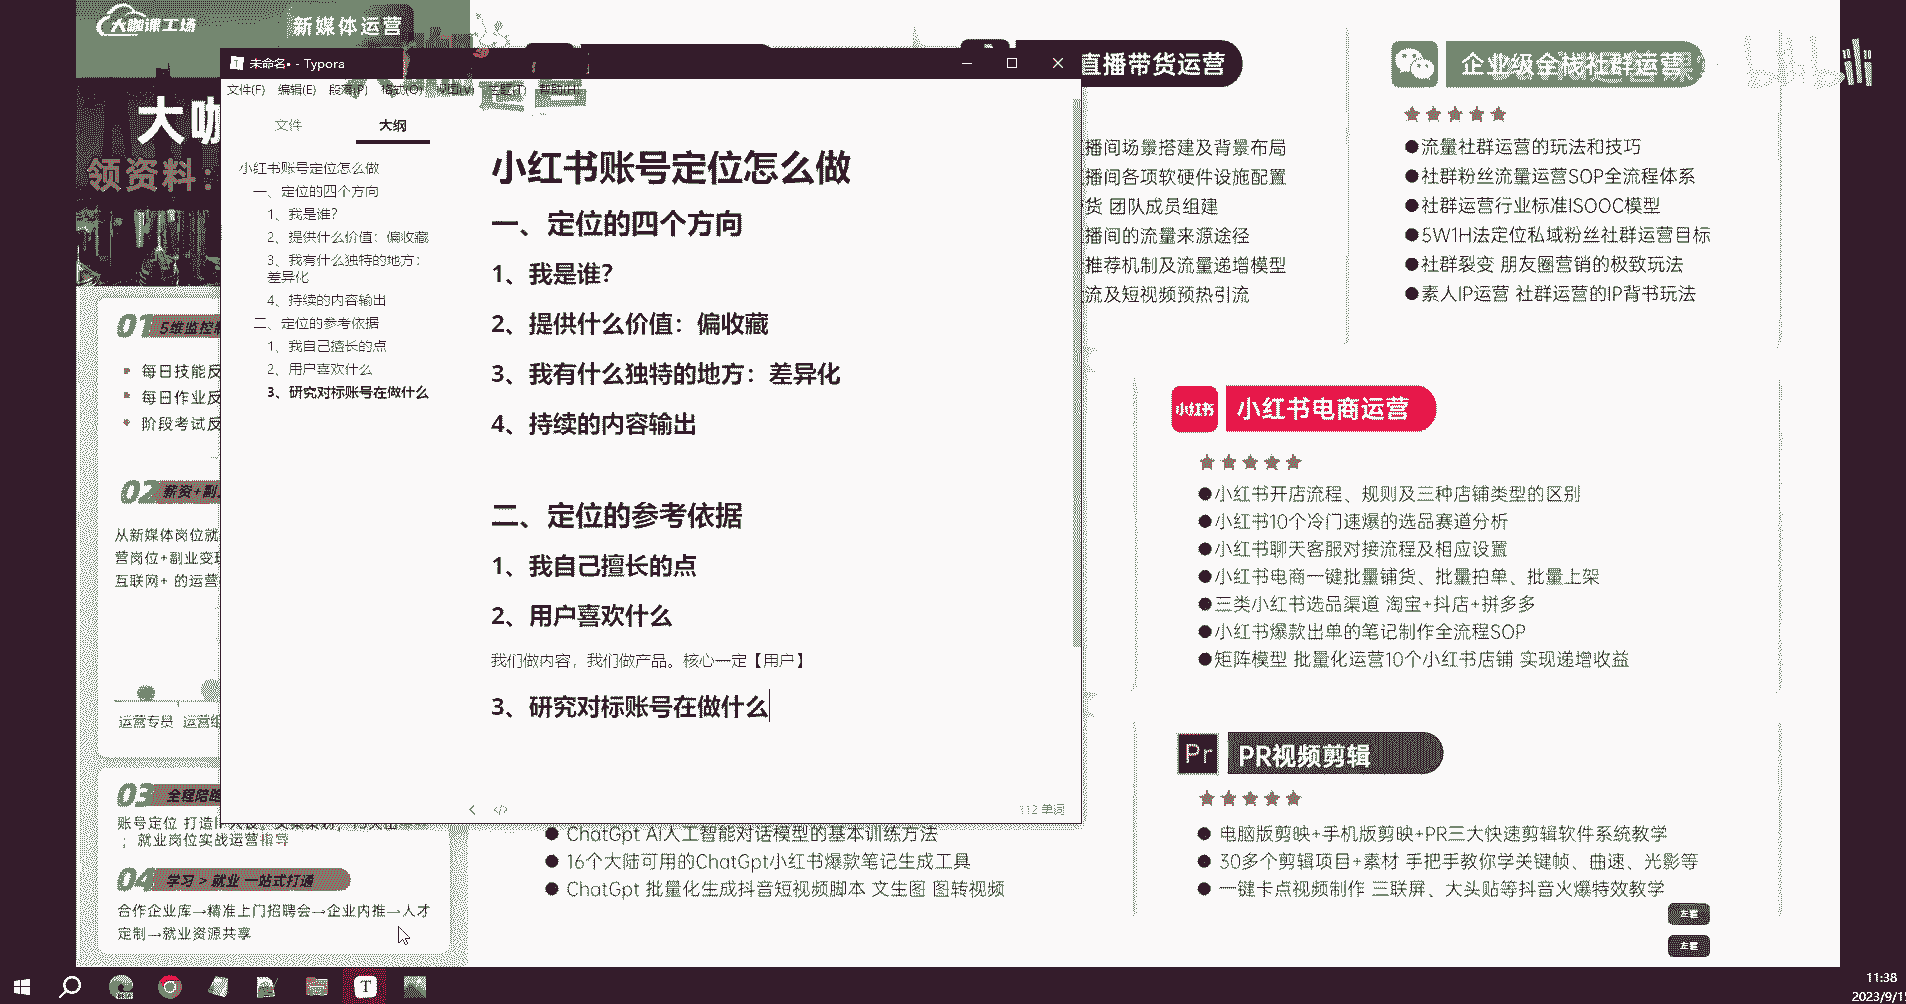 大咖课工场
新媒体运营
大咖
领资料：
未命名• - Typora
文件(F) 编辑(E) 段落(P) 格式(O)
文件
大纲
小红书账号定位怎么做
一、定位的四个方向
1、我是谁？
2、提供什么价值：偏收藏
3、我有什么独特的地方：
差异化
4、持续的内容输出
二、定位的参考依据
1、我自己擅长的点
2、用户喜欢什么
3、研究对标账号在做什么
小红书账号定位怎么做
一、定位的四个方向
1、我是谁？
2、提供什么价值：偏收藏
3、我有什么独特的地方：差异化
4、持续的内容输出
二、定位的参考依据
1、我自己擅长的点
2、用户喜欢什么
我们做内容，我们做产品。核心一定【用户】
3、研究对标账号在做什么
112 单词
01 5维监控
每日技能反
每日作业反
阶段考试反
02 薪资+副
从新媒体岗位就
营岗位+副业变现
互联网+ 的运营
运营专员 运营组
03 全程陪跑
账号定位 打造
；就业岗位实战运营指导
04 学习 > 就业 一站式打通
合作企业库→精准上门招聘会→企业内推→人才
定制→就业资源共享
直播带货运营
播间场景搭建及背景布局
播间各项软硬件设施配置
货 团队成员组建
播间的流量来源途径
推荐机制及流量递增模型
流及短视频预热引流
企业级全栈社群运营
bilibili
●流量社群运营的玩法和技巧
●社群粉丝流量运营SOP全流程体系
●社群运营行业标准ISOOC模型
●5W1H法定位私域粉丝社群运营目标
●社群裂变 朋友圈营销的极致玩法
●素人IP运营 社群运营的IP背书玩法
小红书
小红书电商运营
●小红书开店流程、规则及三种店铺类型的区别
●小红书10个冷门速爆的选品赛道分析
●小红书聊天客服对接流程及相应设置
●小红书电商一键批量铺货、批量拍单、批量上架
●三类小红书选品渠道 淘宝+抖店+拼多多
●小红书爆款出单的笔记制作全流程SOP
●矩阵模型 批量化运营10个小红书店铺 实现递增收益
Pr
PR视频剪辑
● 电脑版剪映+手机版剪映+PR三大快速剪辑软件系统教学
● 30多个剪辑项目+素材 手把手教你学关键帧、曲速、光影等
● 一键卡点视频制作 三联屏、大头贴等抖音火爆特效教学
● ChatGpt AI人工智能对话模型的基本训练方法
● 16个大陆可用的ChatGpt小红书爆款笔记生成工具
● ChatGpt 批量化生成抖音短视频脚本 文生图 图转视频
左键
左键
11:38
2023/9/1